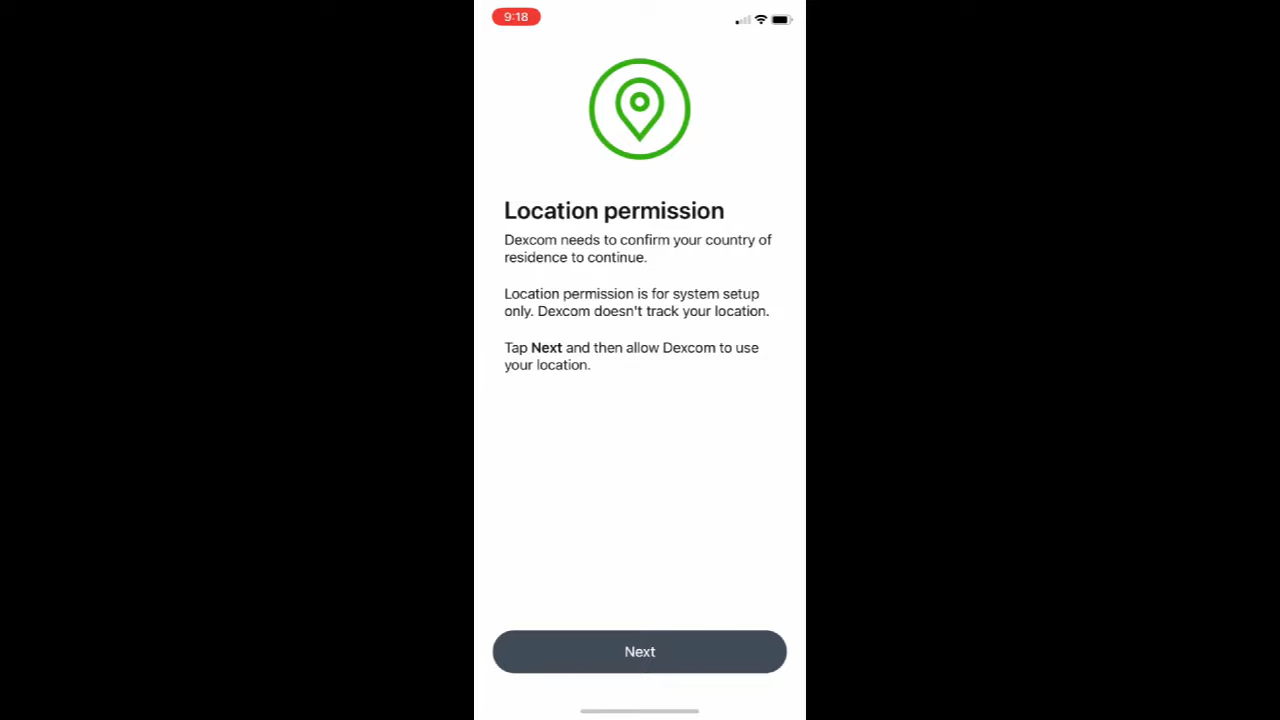 9:18
Location permission
Dexcom needs to confirm your country of
residence to continue.
Location permission is for system setup
only. Dexcom doesn't track your location.
Tap Next and then allow Dexcom to use
your location.
Next